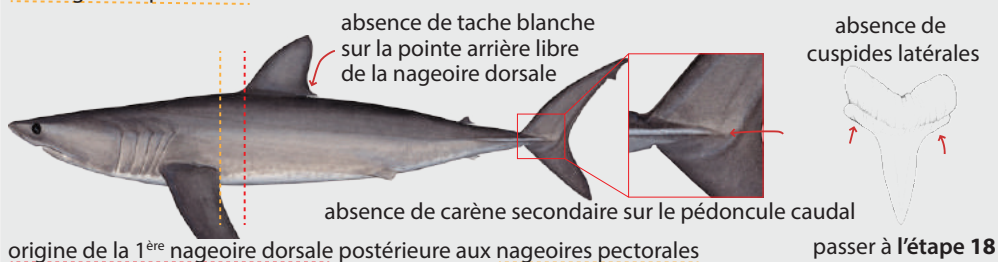 absence de tache blanche
sur la pointe arrière libre
de la nageoire dorsale
absence de
cuspides latérales
absence de carène secondaire sur le pédoncule caudal
origine de la 1ère nageoire dorsale postérieure aux nageoires pectorales
passer à l'étape 18